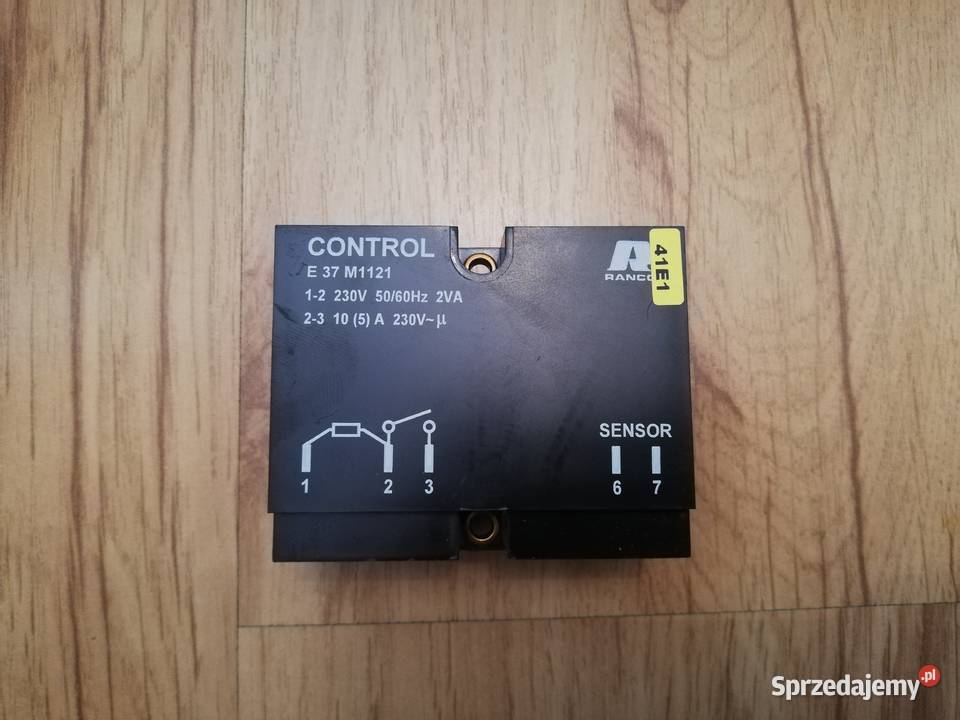 CONTROL
E 37 M1121
1-2 230V 50/60Hz 2VA
2-3 10 (5) A 230V~µ
41E1
SENSOR
1 2 3
6 7
Sprzedajemy.pl